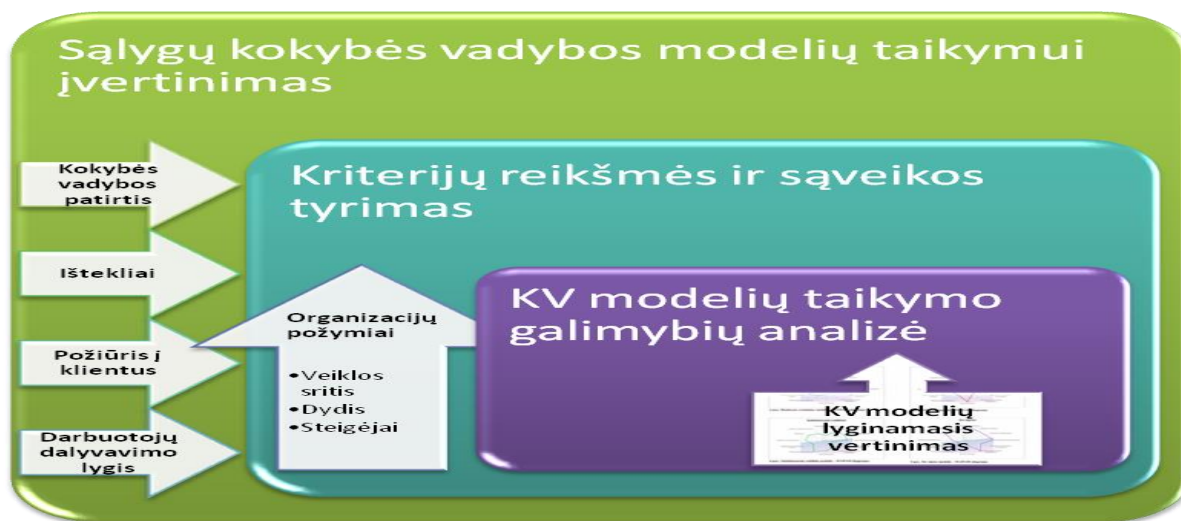 Sąlygų kokybės vadybos modelių taikymui
įvertinimas
Kokybės
vadybos
patirtis
Ištekliai
Požiūris į
klientus
Darbuotojų
dalyvavimo
lygis
Kriterijų reikšmės ir sąveikos
tyrimas
Organizacijų
požymiai
•Veiklos
sritis
•Dydis
•Steigėjai
KV modelių taikymo
galimybių analizė
KV modelių
lyginamasis
vertinimas